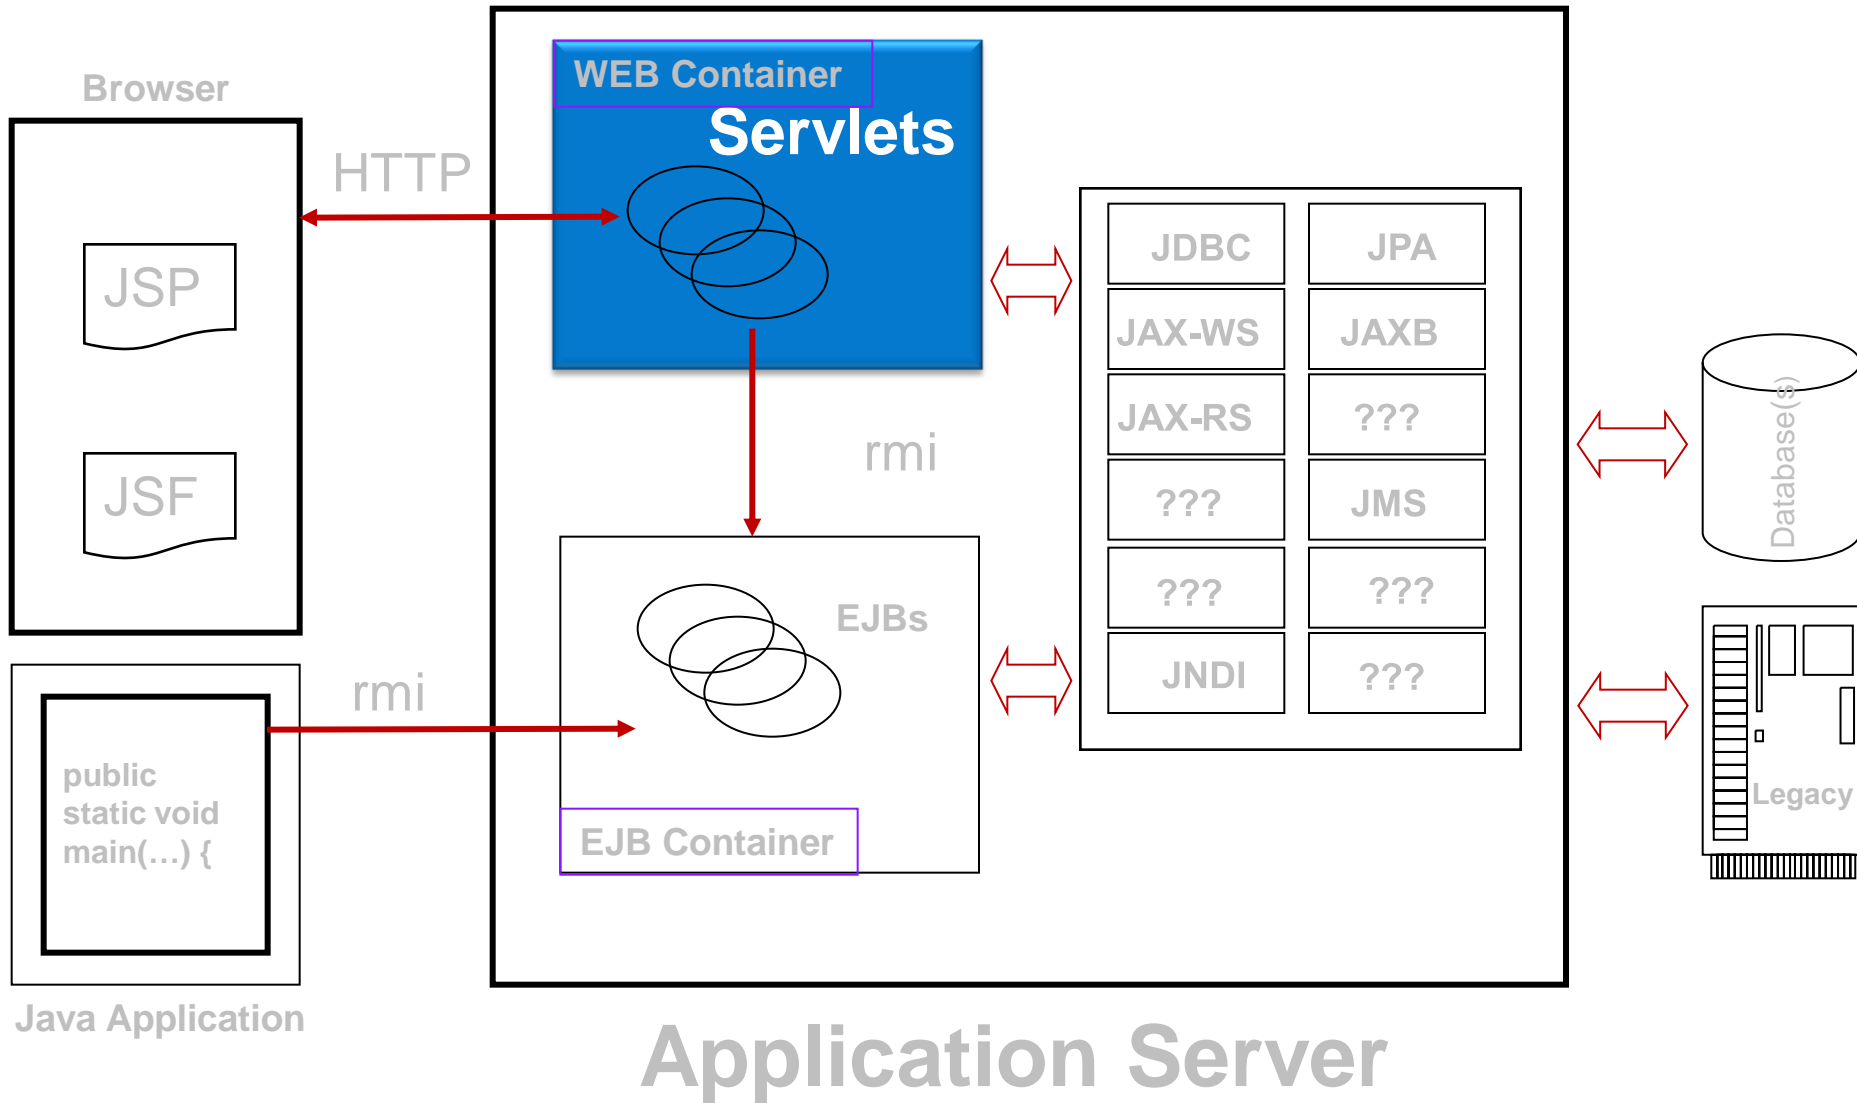 Browser
HTTP
JSP
JSF
public
static void
main(…) {
Java Application
rmi
WEB Container
Servlets
rmi
EJBs
EJB Container
JDBC
JPA
JAX-WS
JAXB
JAX-RS
???
???
JMS
???
???
JNDI
???
Database(s)
Legacy
Application Server